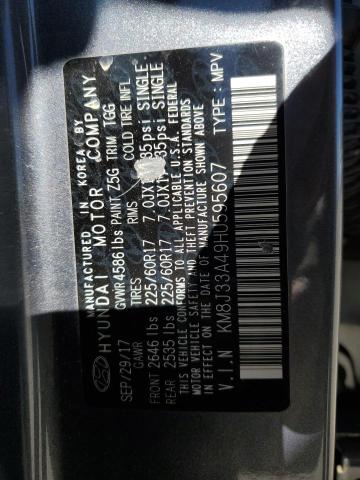 MANUFACTURED IN KOREA BY
HYUNDAI MOTOR COMPANY
SEP/29/17 GVWR4586lbs PAINT Z5G TRIM TGG
GAWR TIRES RIMS COLD TIRE INFL
FRONT 2646 lbs 225/60R17 7.0JX17 35psi SINGLE
REAR 2535 lbs 225/60R17 7.0JX17 35psi SINGLE
THIS VEHICLE CONFORMS TO ALL APPLICABLE U.S.A. FEDERAL
MOTOR VEHICLE SAFETY AND THEFT PREVENTION STANDARDS
IN EFFECT ON THE DATE OF MANUFACTURE SHOWN ABOVE
V.I.N KM8J33A49HU595607 TYPE : MPV